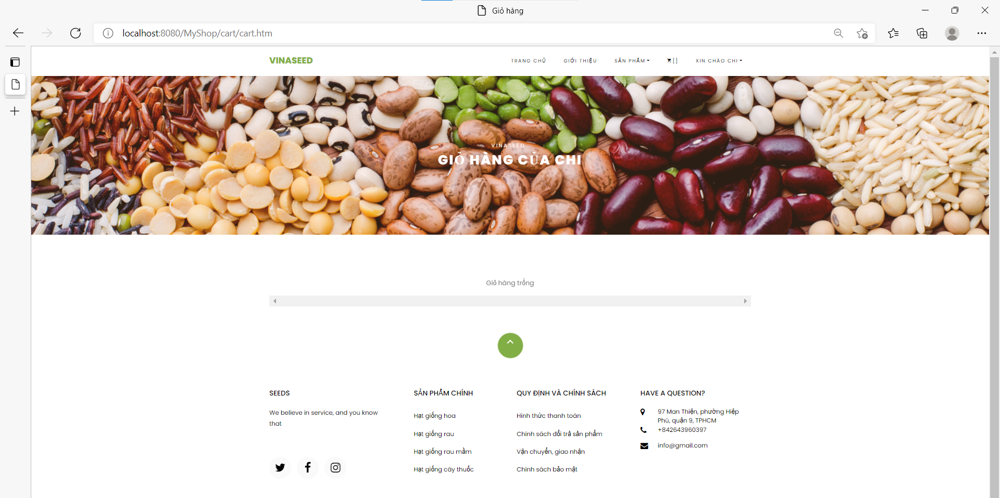 Giỏ hàng
localhost:8080/MyShop/cart/cart.htm
VINASEED
TRANG CHỦ GIỚI THIỆU SẢN PHẨM [] XIN CHÀO CHI
VINASEED
GIỎ HÀNG CỦA CHI
Giỏ hàng trống
SEEDS
We believe in service, and you know
that
SẢN PHẨM CHÍNH
Hạt giống hoa
Hạt giống rau
Hạt giống rau mầm
Hạt giống cây thuốc
QUY ĐỊNH VÀ CHÍNH SÁCH
Hình thức thanh toán
Chính sách đổi trả sản phẩm
Vận chuyển, giao nhận
Chính sách bảo mật
HAVE A QUESTION?
97 Man Thiện, phường Hiệp
Phú, quận 9, TPHCM
+842643960397
info@gmail.com